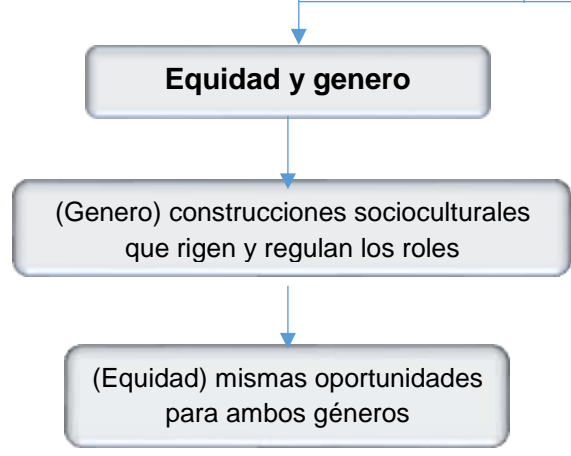 Equidad y genero
(Genero) construcciones socioculturales
que rigen y regulan los roles
(Equidad) mismas oportunidades
para ambos géneros